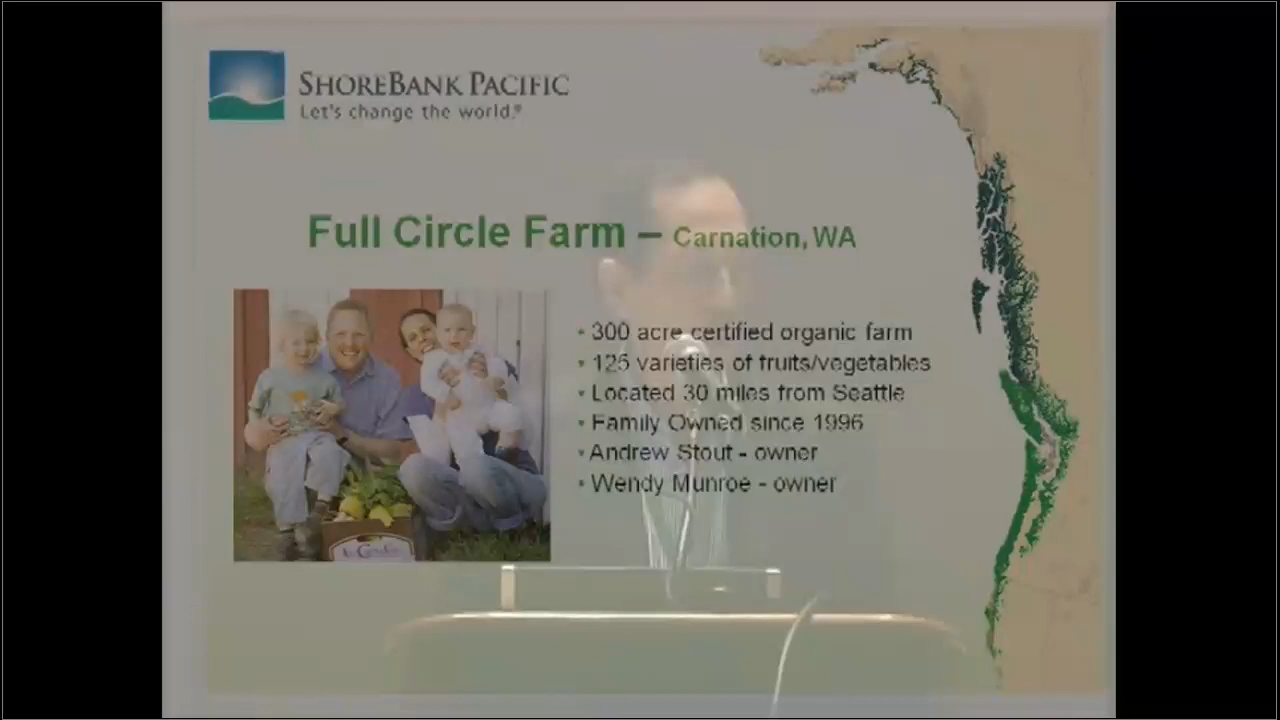 SHOREBANK PACIFIC
Let's change the world.®
Full Circle Farm – Carnation, WA
• 300 acre certified organic farm
• 125 varieties of fruits/vegetables
• Located 30 miles from Seattle
• Family Owned since 1996
• Andrew Stout - owner
• Wendy Munroe - owner